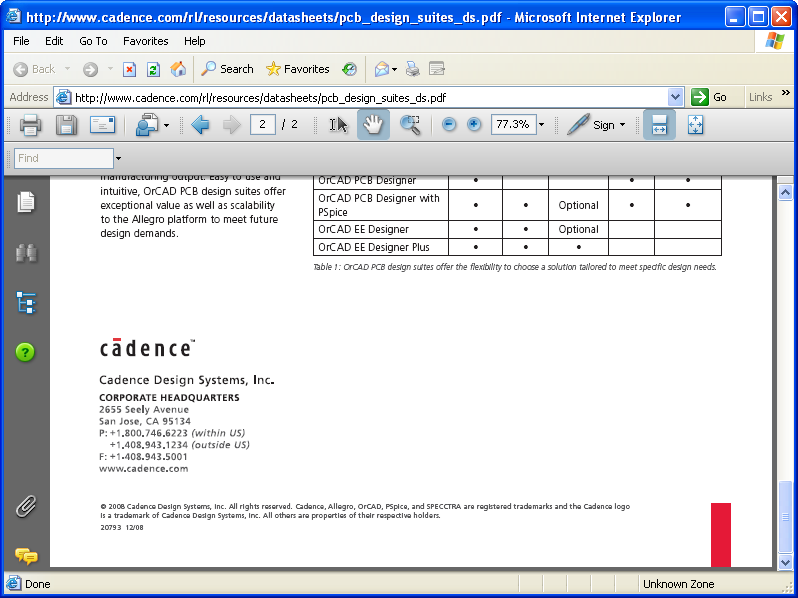 http://www.cadence.com/rl/resources/datasheets/pcb_design_suites_ds.pdf - Microsoft Internet Explorer
File Edit Go To Favorites Help
Back Search Favorites
Address http://www.cadence.com/rl/resources/datasheets/pcb_design_suites_ds.pdf Go Links »
2 / 2 77.3% Sign
Find
manufacturing output. Easy to use and
intuitive, OrCAD PCB design suites offer
exceptional value as well as scalability
to the Allegro platform to meet future
design demands.
OrCAD PCB Designer • • •
OrCAD PCB Designer with
PSpice • • Optional • •
OrCAD EE Designer • • Optional
OrCAD EE Designer Plus • • •
Table 1: OrCAD PCB design suites offer the flexibility to choose a solution tailored to meet specific design needs.
cādence™
Cadence Design Systems, Inc.
CORPORATE HEADQUARTERS
2655 Seely Avenue
San Jose, CA 95134
P: +1.800.746.6223 (within US)
+1.408.943.1234 (outside US)
F: +1.408.943.5001
www.cadence.com
© 2008 Cadence Design Systems, Inc. All rights reserved. Cadence, Allegro, OrCAD, PSpice, and SPECCTRA are registered trademarks and the Cadence logo
is a trademark of Cadence Design Systems, Inc. All others are properties of their respective holders.
20793 12/08
Done Unknown Zone